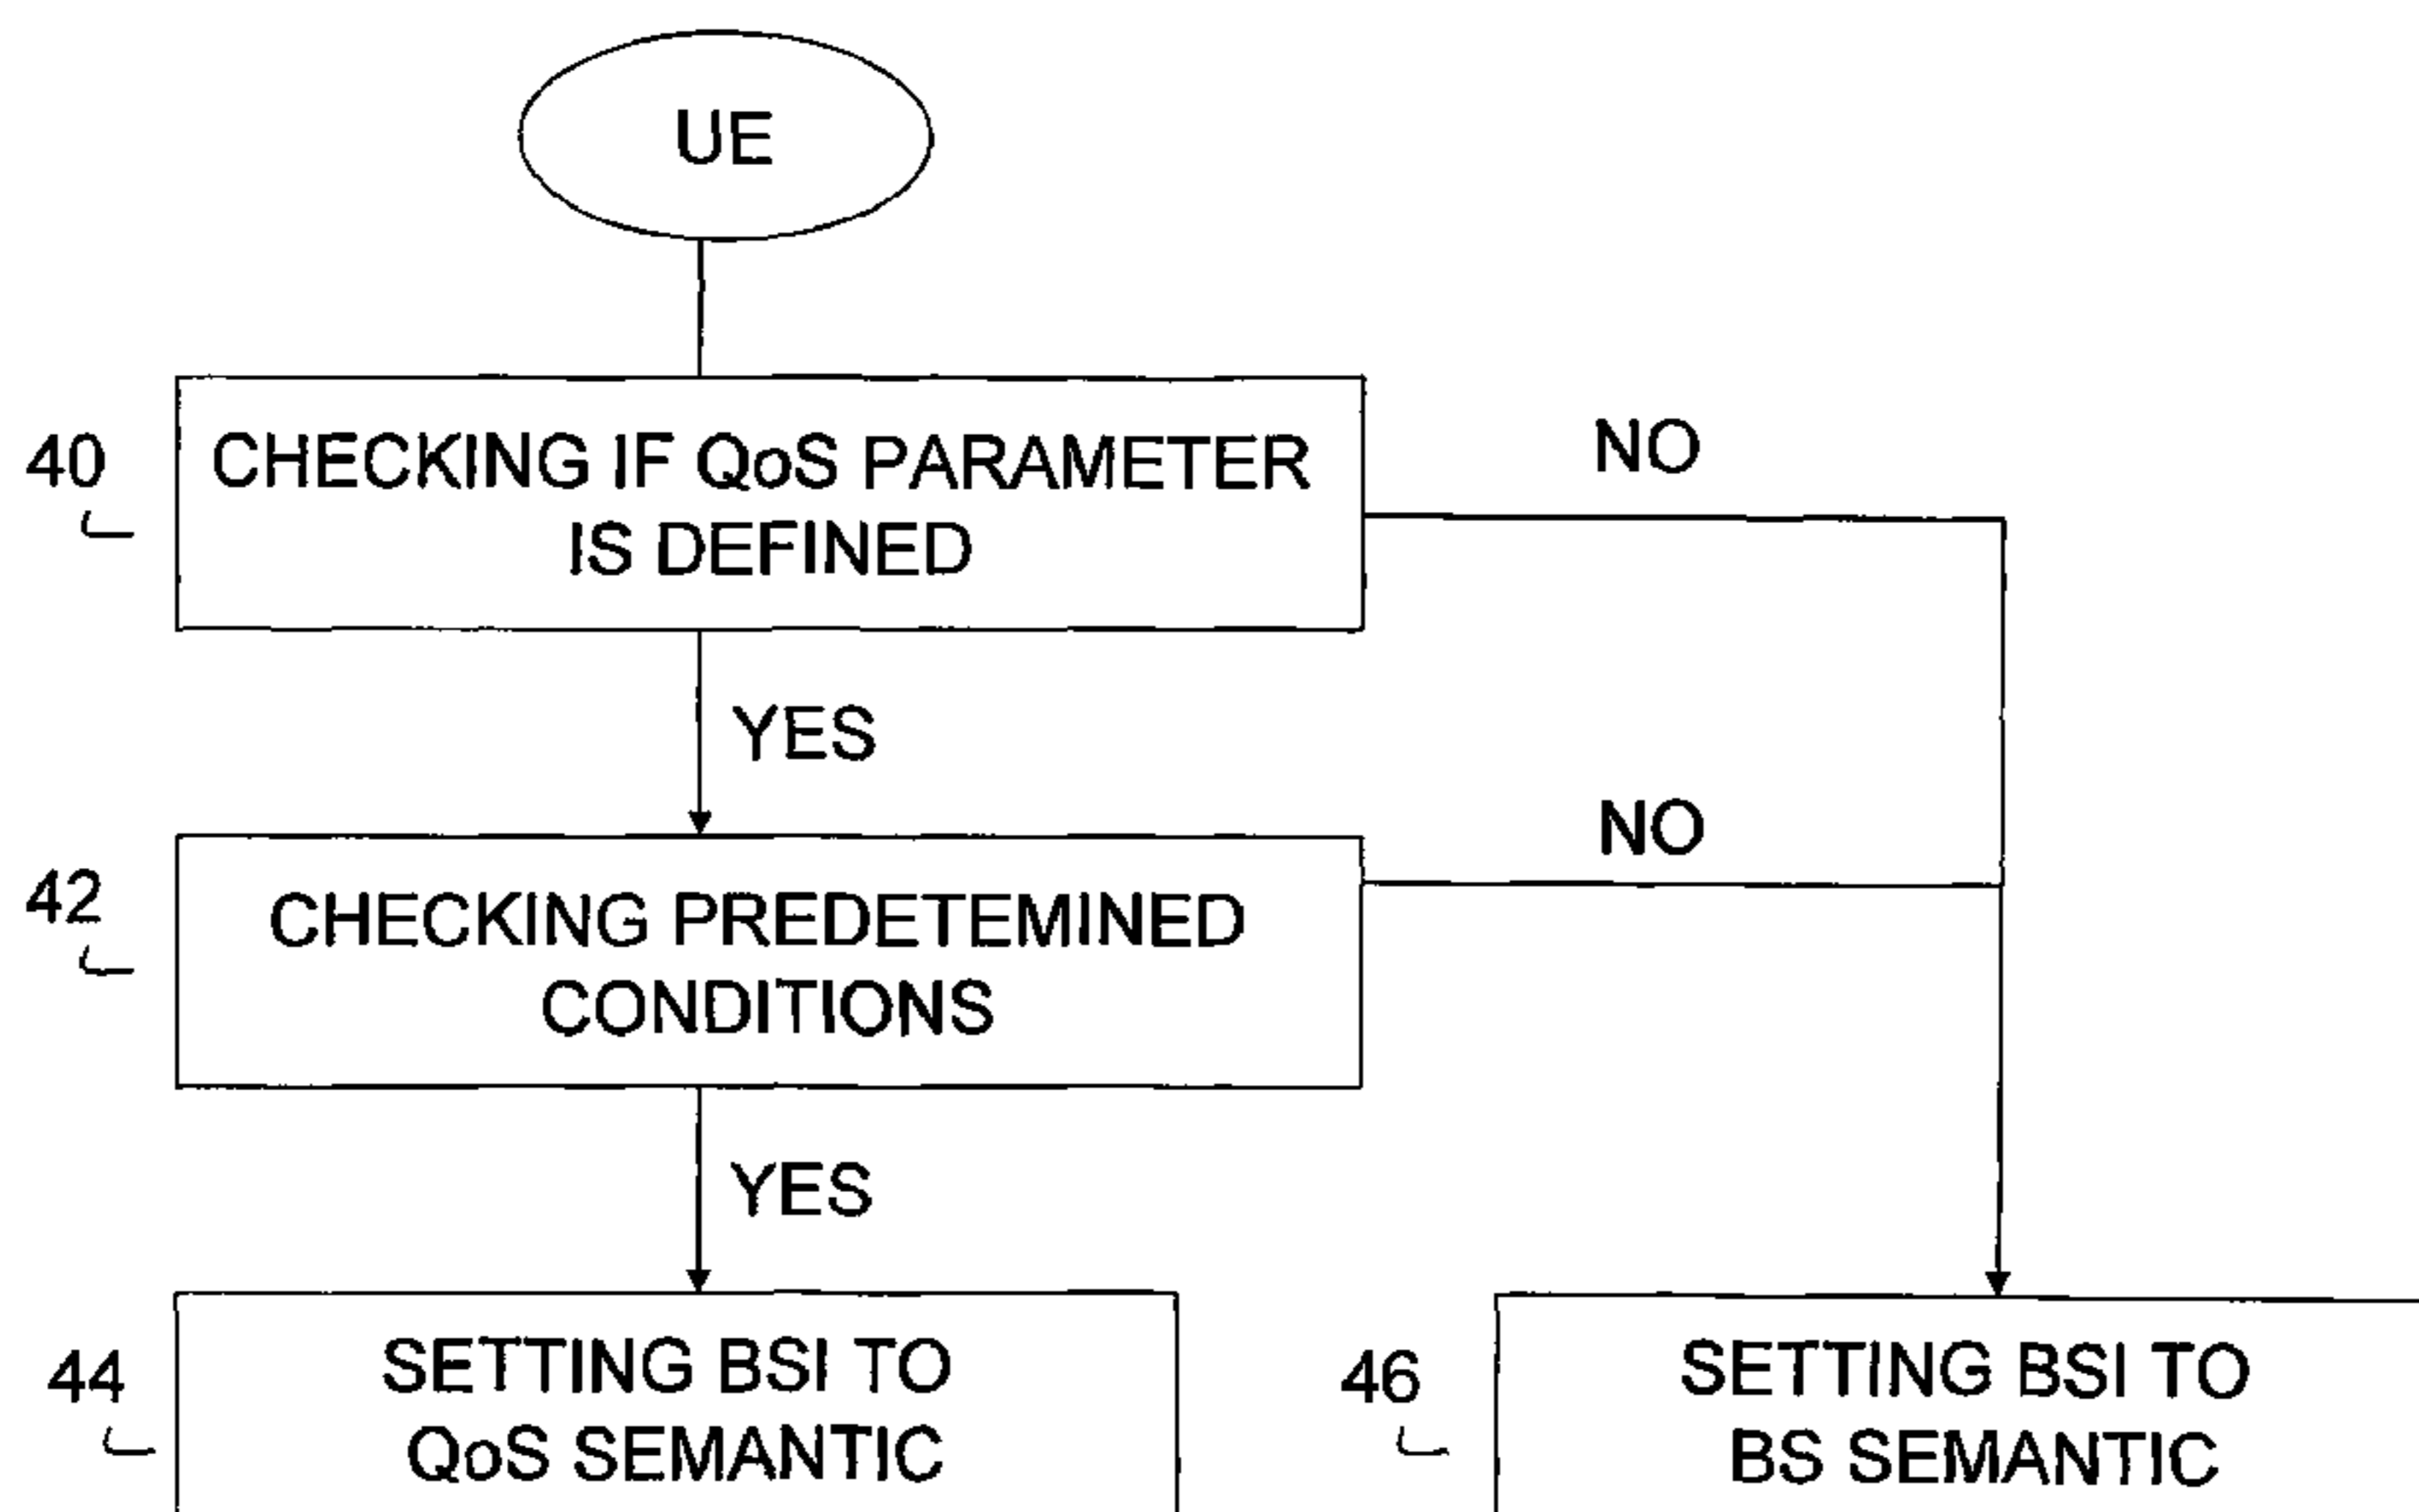 UE
40
CHECKING IF QoS PARAMETER
IS DEFINED
NO
YES
42
CHECKING PREDETEMINED
CONDITIONS
NO
YES
44
SETTING BSI TO
QoS SEMANTIC
46
SETTING BSI TO
BS SEMANTIC